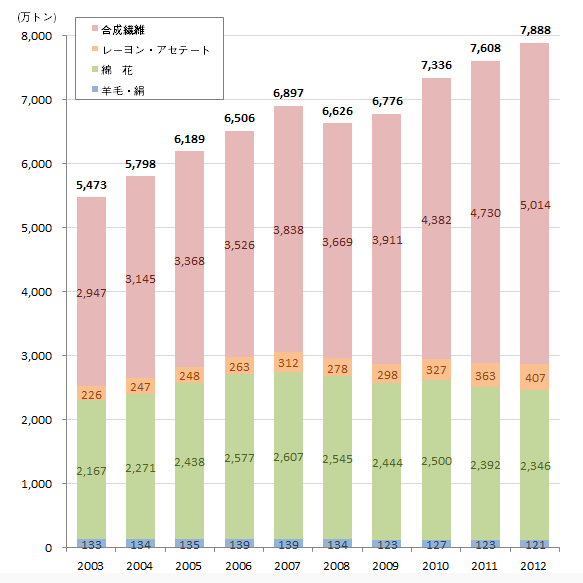 (万トン)
合成繊維
レーヨン・アセテート
綿　花
羊毛・絹
8,000
7,000
6,000
5,000
4,000
3,000
2,000
1,000
0
5,473 5,798 6,189 6,506 6,897 6,626 6,776 7,336 7,608 7,888
2,947 3,145 3,368 3,526 3,838 3,669 3,911 4,382 4,730 5,014
226 247 248 263 312 278 298 327 363 407
2,167 2,271 2,438 2,577 2,607 2,545 2,444 2,500 2,392 2,346
133 134 135 139 139 134 123 127 123 121
2003 2004 2005 2006 2007 2008 2009 2010 2011 2012